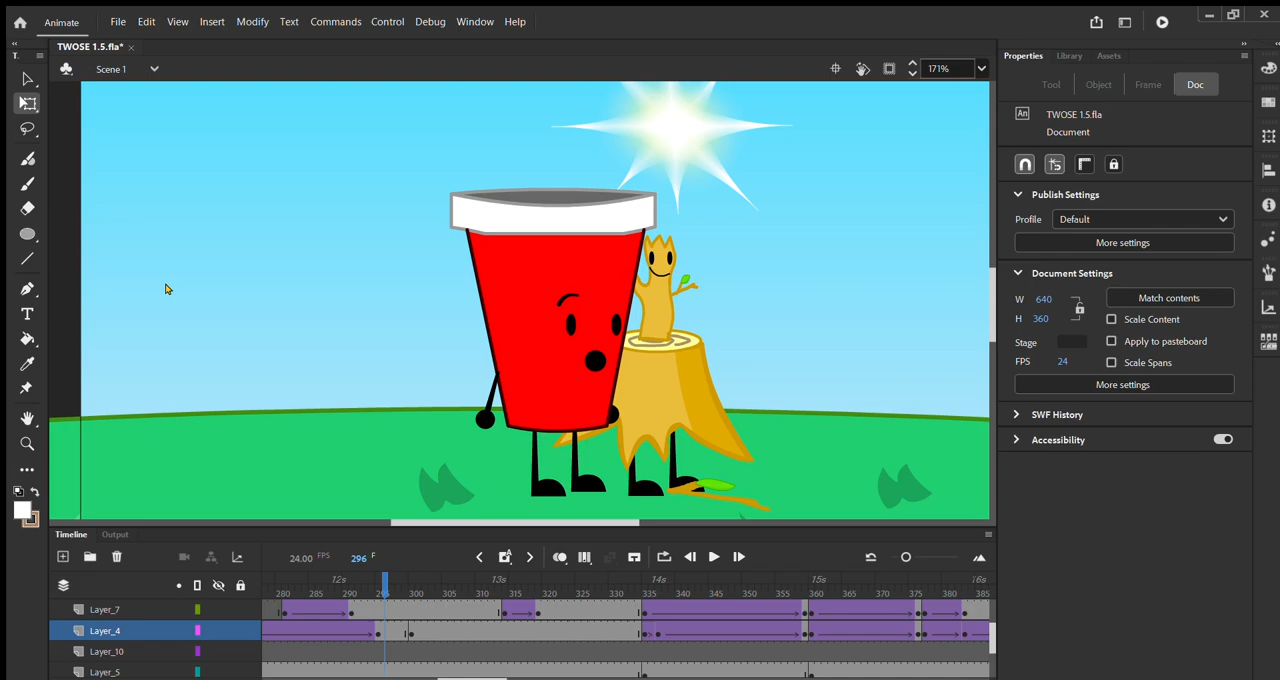 Animate File Edit View Insert Modify Text Commands Control Debug Window Help
TWOSE 1.5.fla*
Scene 1 171%
Properties Library Assets
Tool Object Frame Doc
An TWOSE 1.5.fla
Document
Publish Settings
Profile Default
More settings
Document Settings
W 640 Match contents
H 360 Scale Content
Stage Apply to pasteboard
FPS 24 Scale Spans
More settings
SWF History
Accessibility
Timeline Output
24.00 FPS 296 F
12s 13s 14s 15s 16s
280 285 290 295 300 305 310 315 320 325 330 335 340 345 350 355 360 365 370 375 380 385
Layer_7
Layer_4
Layer_10
Layer_5